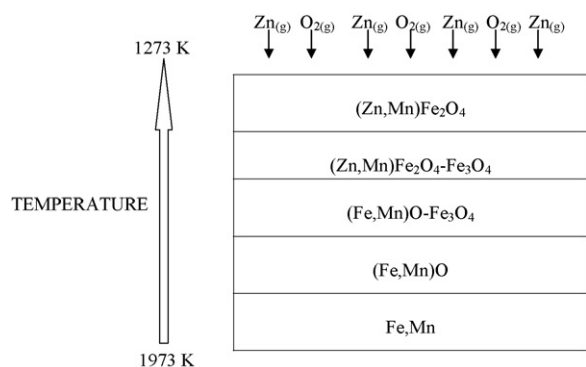 Zn(g) O2(g) Zn(g) O2(g) Zn(g) O2(g) Zn(g)
1273 K
(Zn,Mn)Fe2O4
(Zn,Mn)Fe2O4-Fe3O4
TEMPERATURE
(Fe,Mn)O-Fe3O4
(Fe,Mn)O
Fe,Mn
1973 K